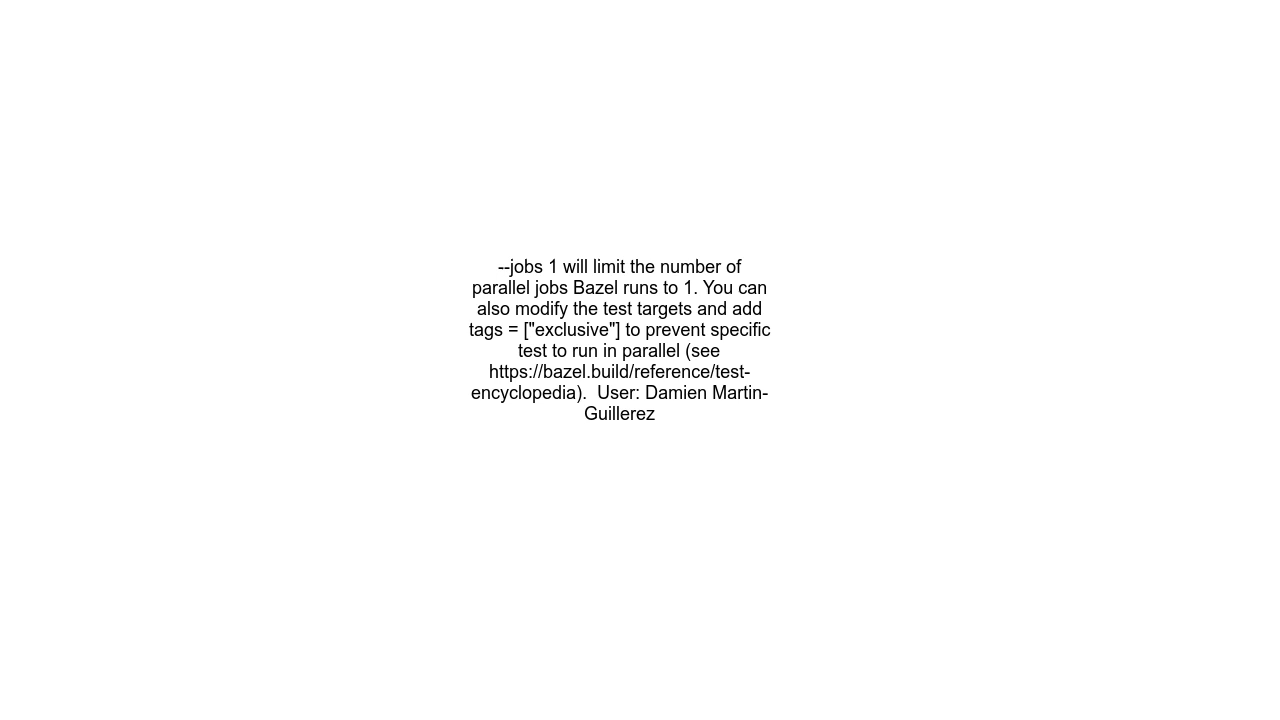 --jobs 1 will limit the number of
parallel jobs Bazel runs to 1. You can
also modify the test targets and add
tags = ["exclusive"] to prevent specific
test to run in parallel (see
https://bazel.build/reference/test-
encyclopedia).  User: Damien Martin-
Guillerez